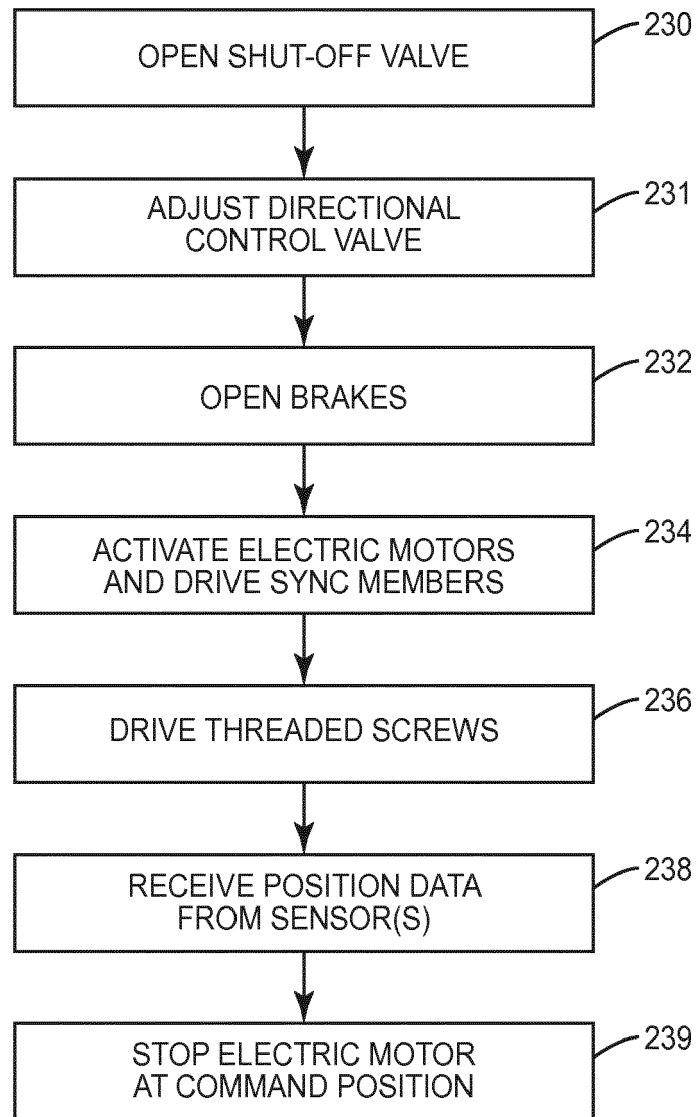 OPEN SHUT-OFF VALVE
230
ADJUST DIRECTIONAL
CONTROL VALVE
231
OPEN BRAKES
232
ACTIVATE ELECTRIC MOTORS
AND DRIVE SYNC MEMBERS
234
DRIVE THREADED SCREWS
236
RECEIVE POSITION DATA
FROM SENSOR(S)
238
STOP ELECTRIC MOTOR
AT COMMAND POSITION
239